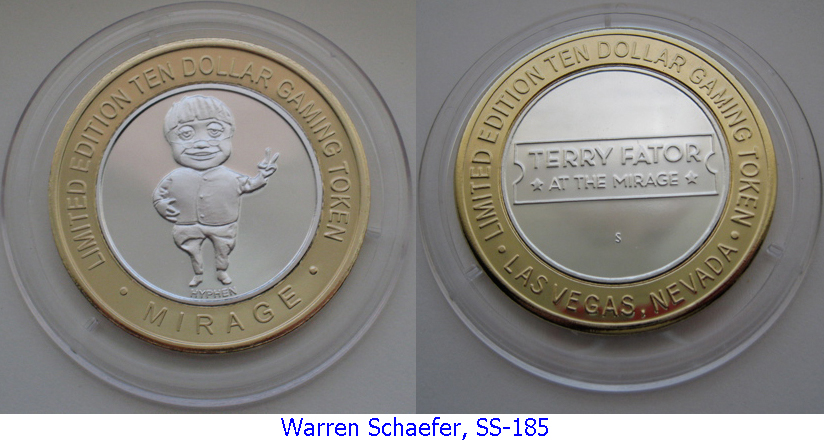 LIMITED EDITION TEN DOLLAR GAMING TOKEN
HYPHEN
• MIRAGE •
LIMITED EDITION TEN DOLLAR GAMING TOKEN
TERRY FATOR
★ AT THE MIRAGE ★
S
• LAS VEGAS, NEVADA •
Warren Schaefer, SS-185